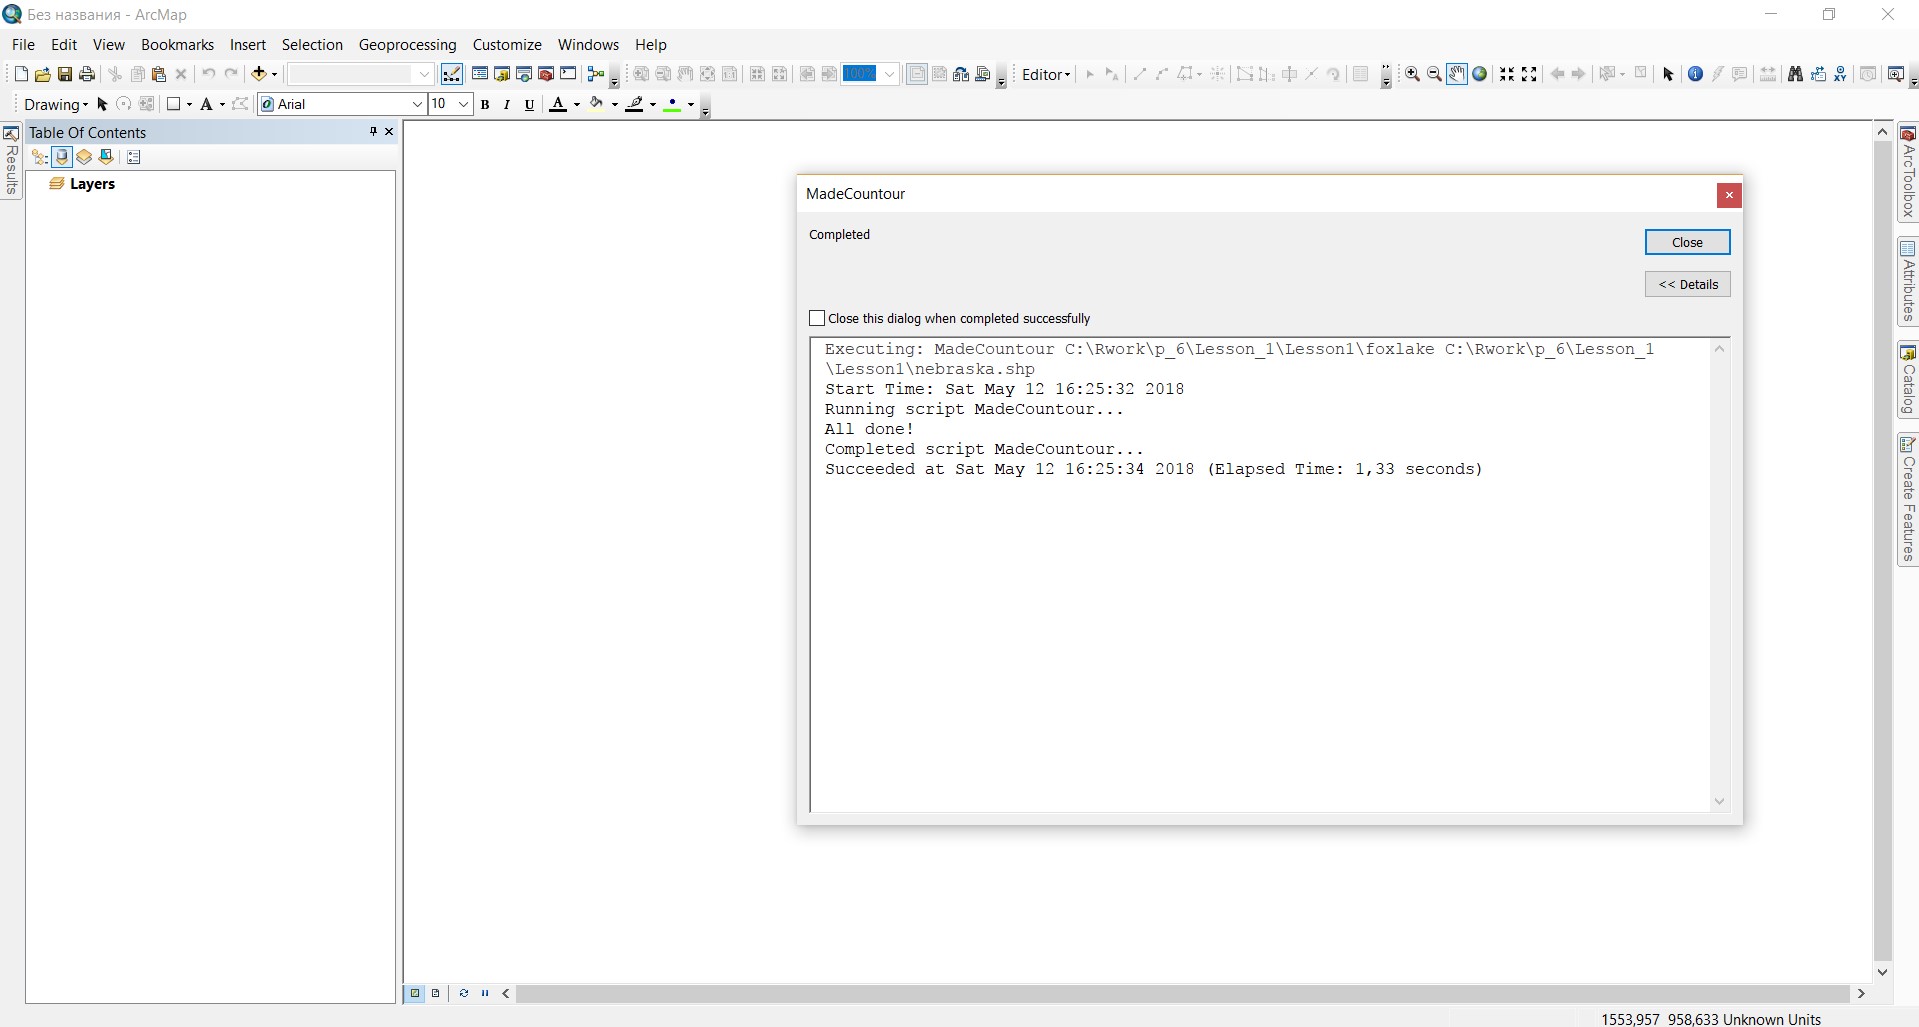 Без названия - ArcMap
File Edit View Bookmarks Insert Selection Geoprocessing Customize Windows Help
100% Editor
Drawing A Arial 10 B I U A
Results
Table Of Contents
Layers
MadeCountour
Completed
Close
<< Details
Close this dialog when completed successfully
Executing: MadeCountour C:\Rwork\p_6\Lesson_1\Lesson1\foxlake C:\Rwork\p_6\Lesson_1
\Lesson1\nebraska.shp
Start Time: Sat May 12 16:25:32 2018
Running script MadeCountour...
All done!
Completed script MadeCountour...
Succeeded at Sat May 12 16:25:34 2018 (Elapsed Time: 1,33 seconds)
ArcToolbox
Attributes
Catalog
Create Features
1553,957 958,633 Unknown Units